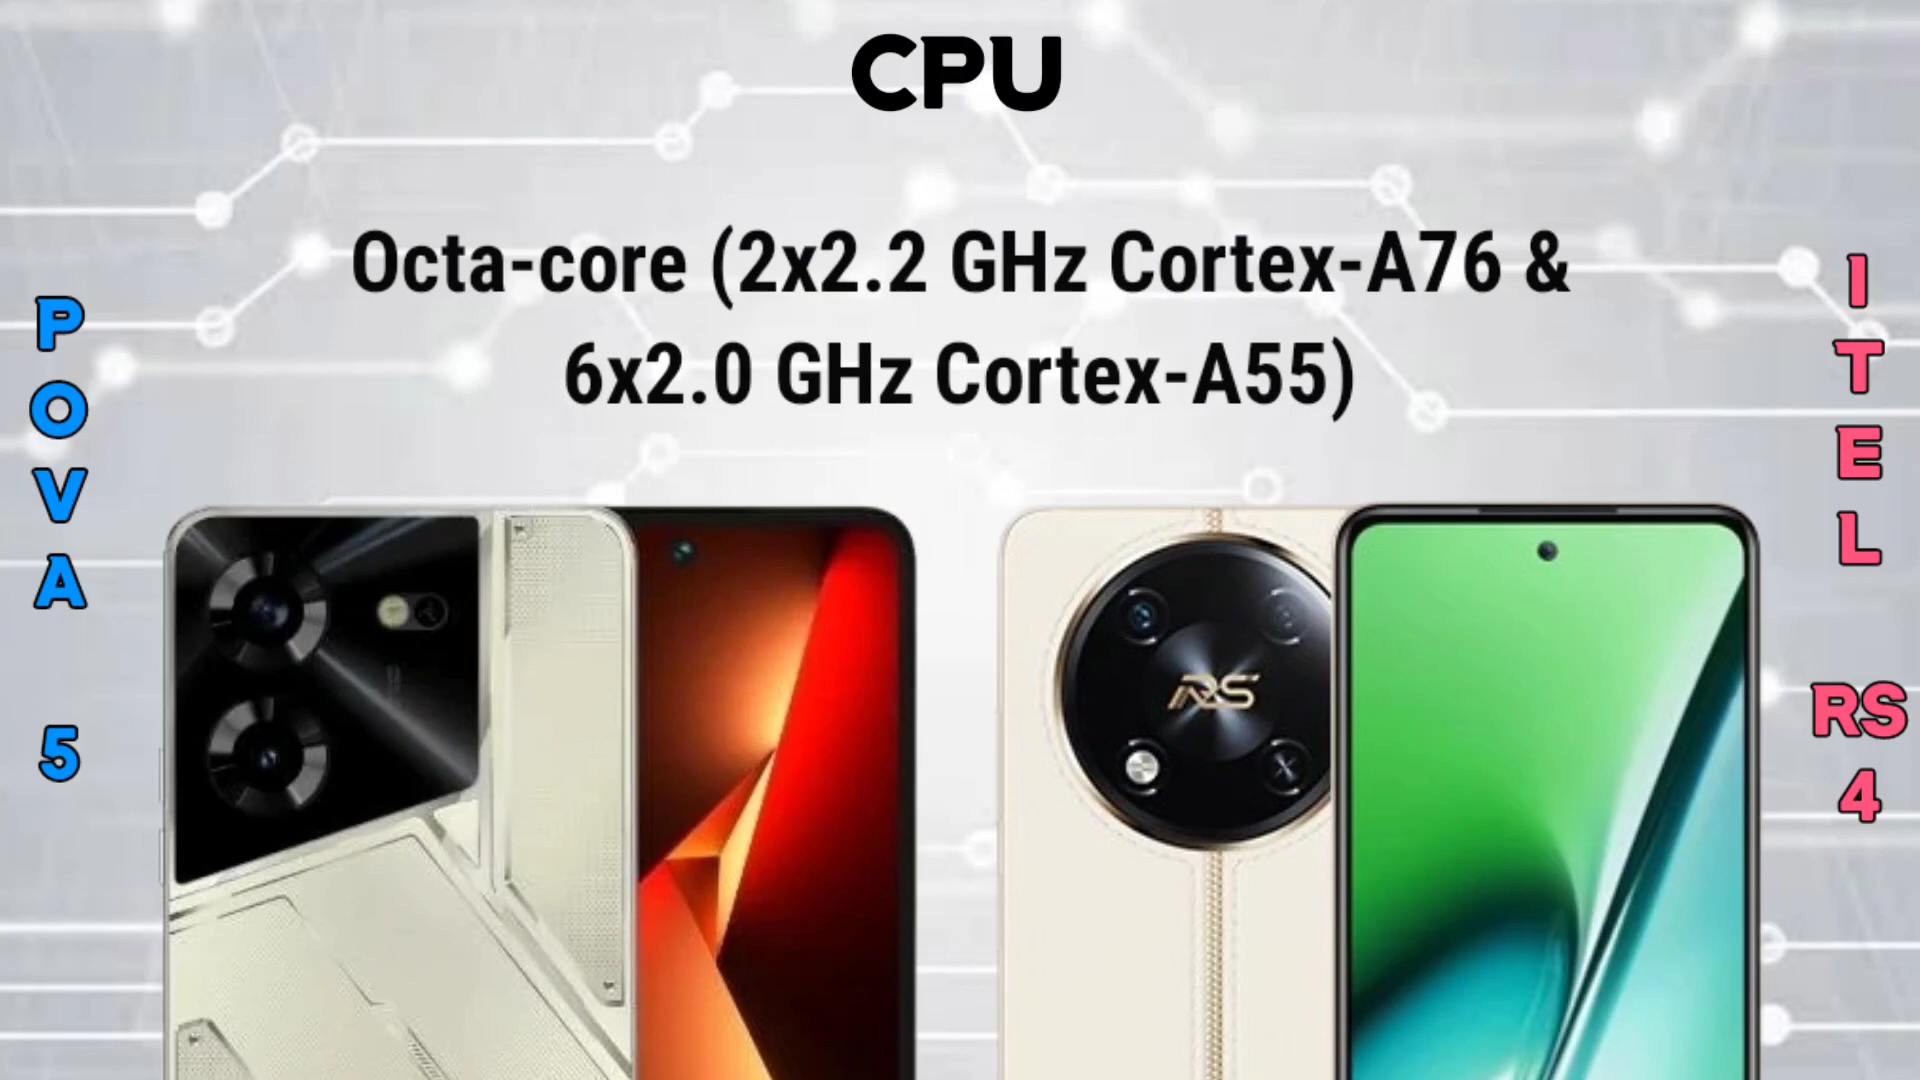 CPU
Octa-core (2x2.2 GHz Cortex-A76 &
6x2.0 GHz Cortex-A55)
POVA 5
ITEL RS 4
RS